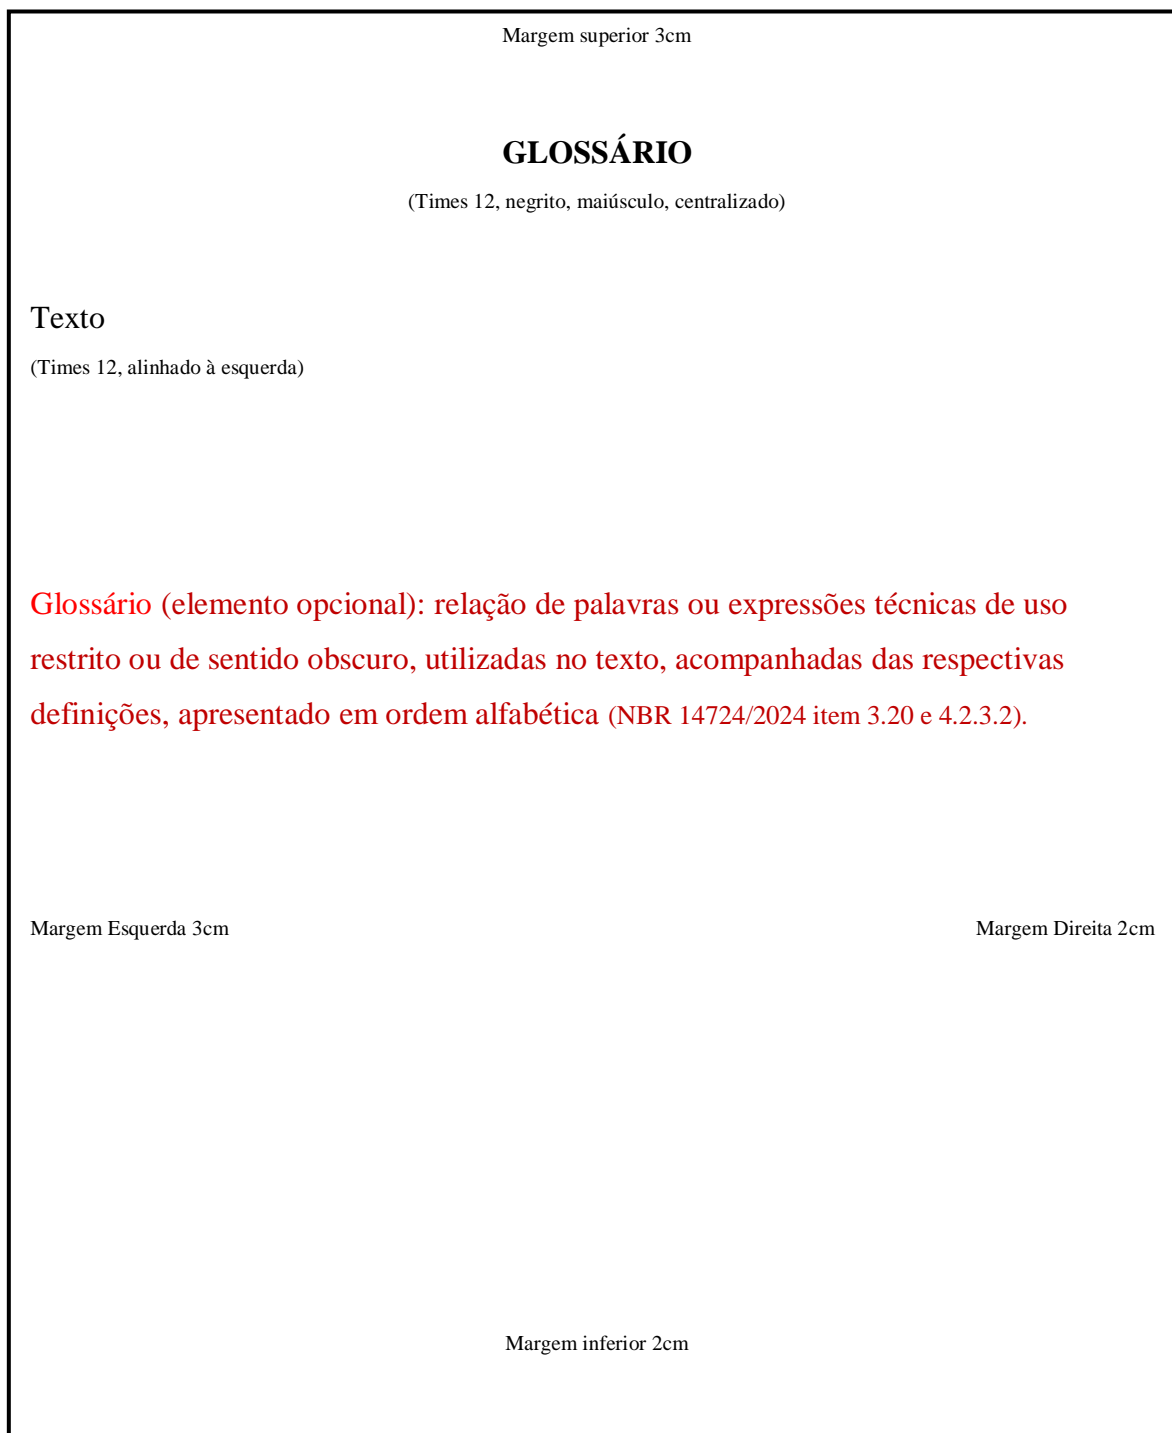 Margem superior 3cm
GLOSSÁRIO
(Times 12, negrito, maiúsculo, centralizado)
Texto
(Times 12, alinhado à esquerda)
Glossário (elemento opcional): relação de palavras ou expressões técnicas de uso
restrito ou de sentido obscuro, utilizadas no texto, acompanhadas das respectivas
definições, apresentado em ordem alfabética (NBR 14724/2024 item 3.20 e 4.2.3.2).
Margem Esquerda 3cm Margem Direita 2cm
Margem inferior 2cm